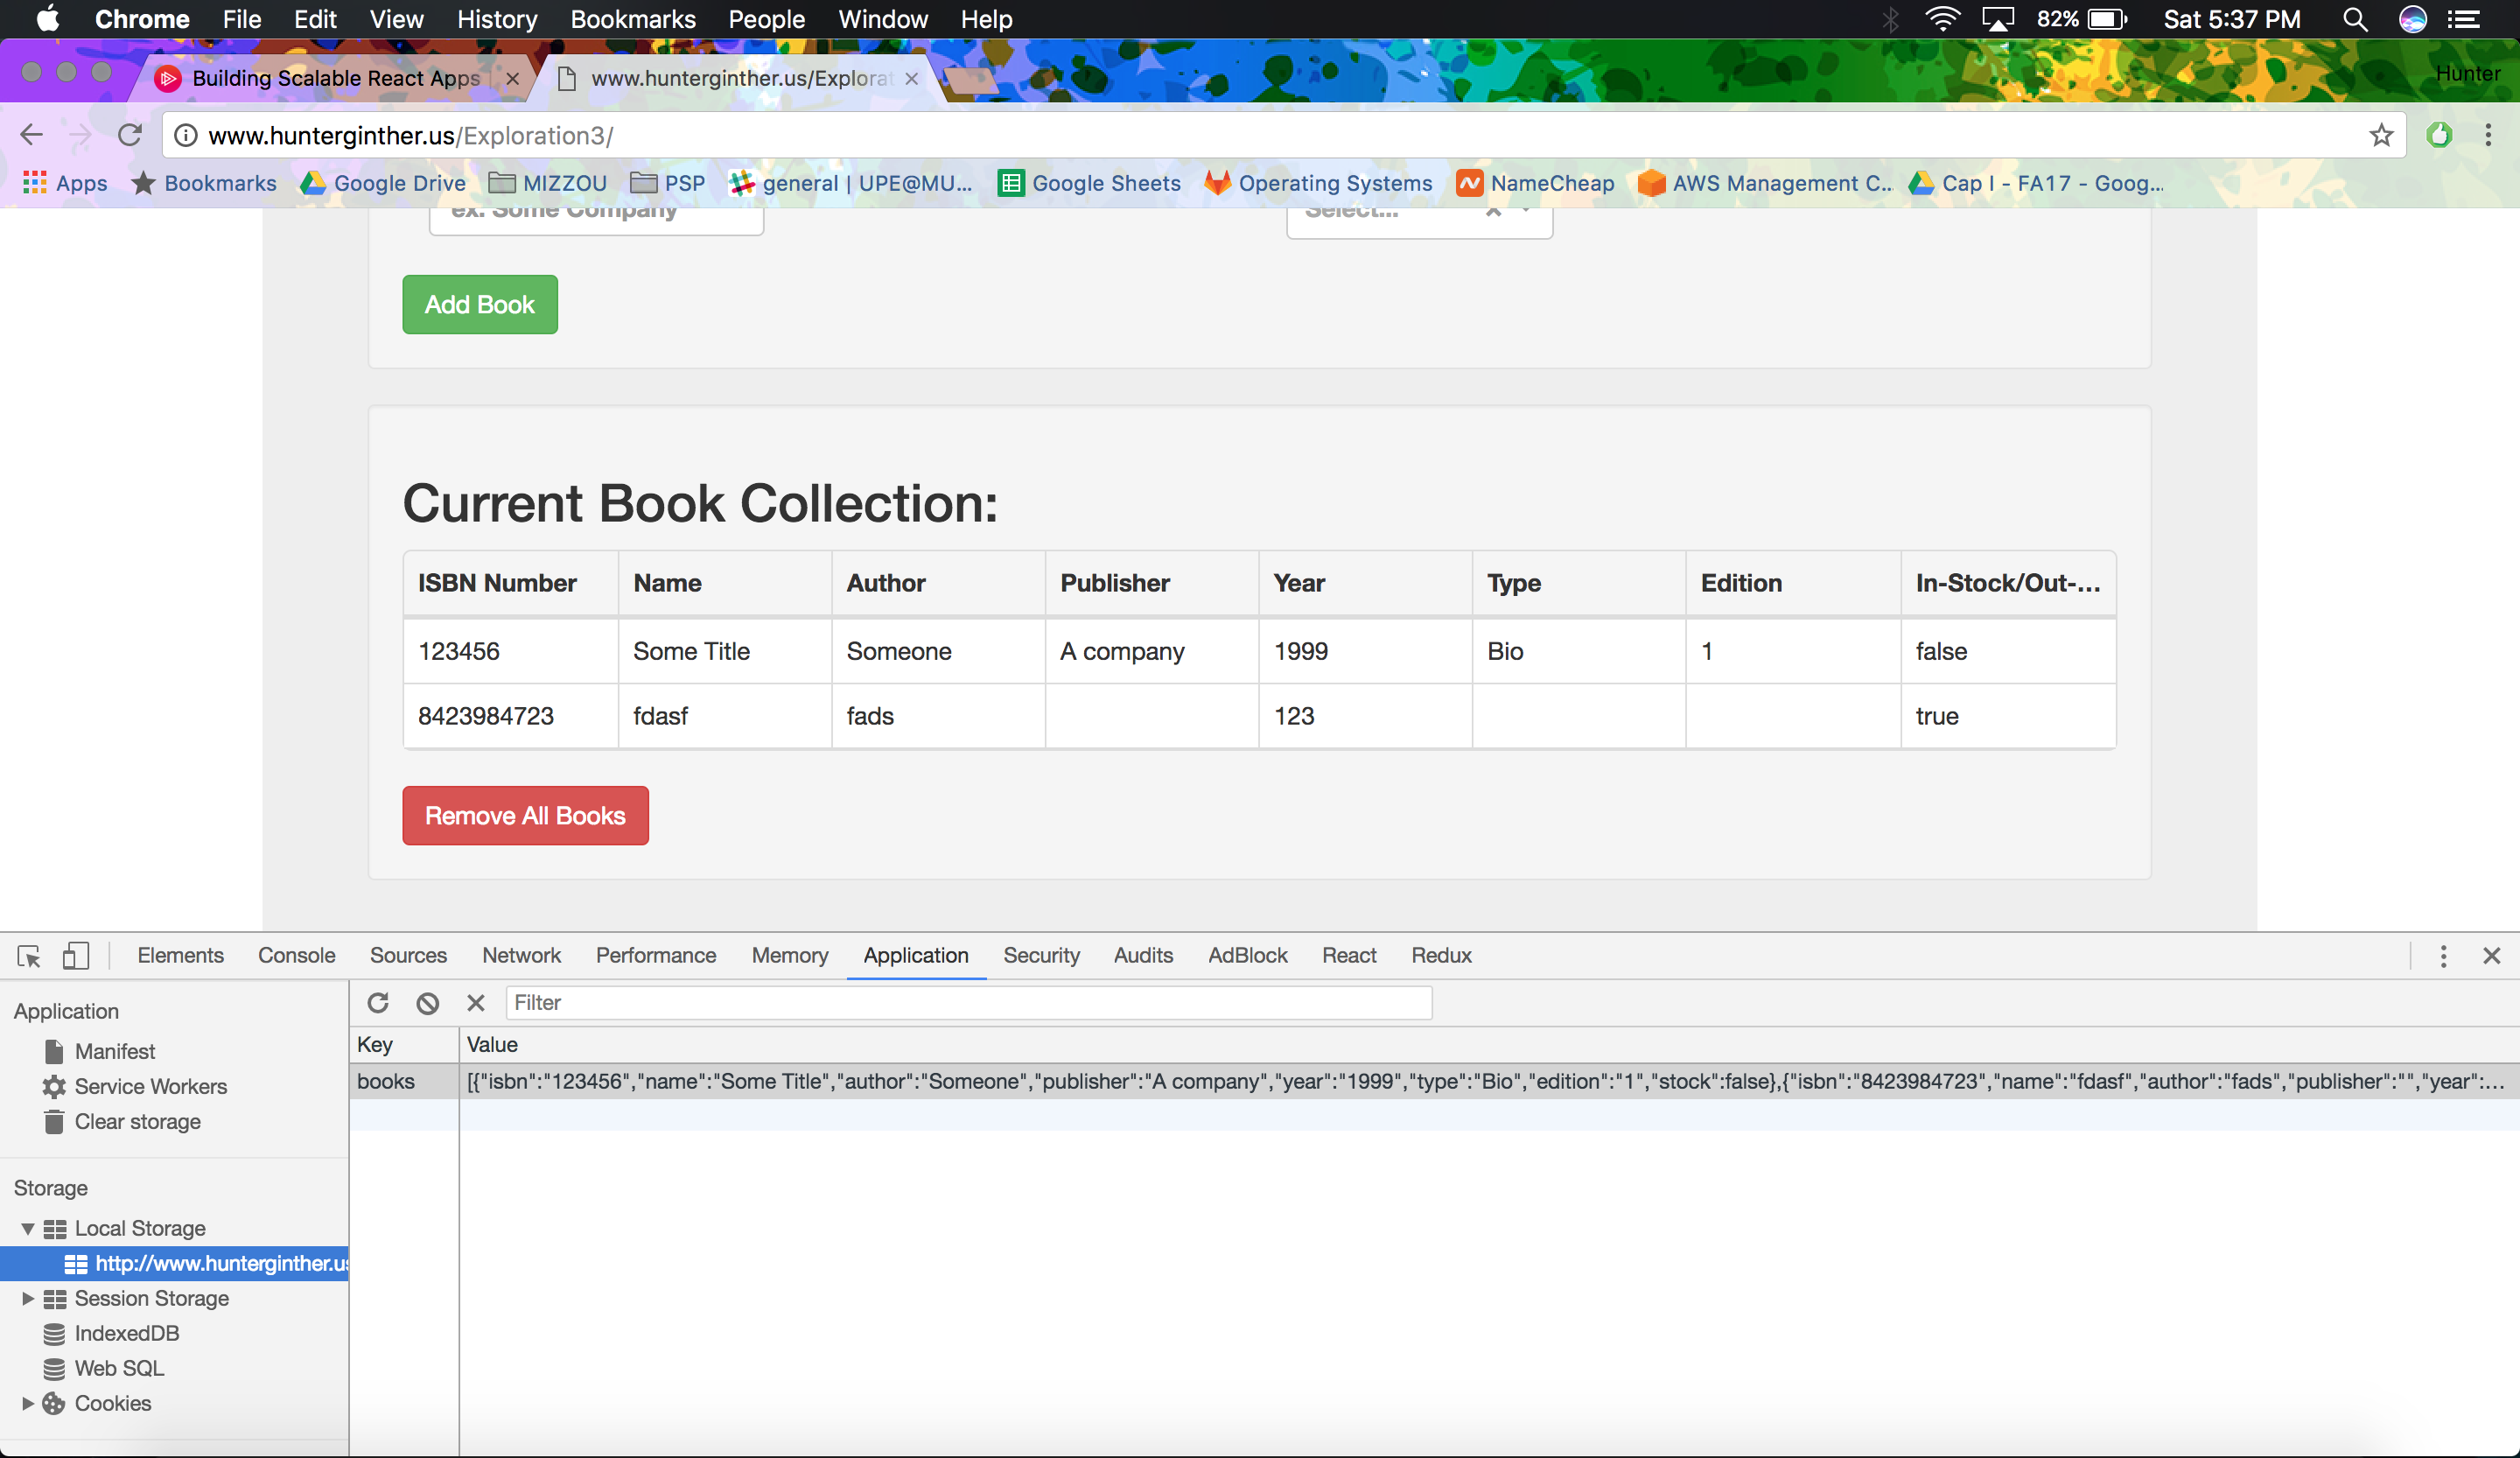 Chrome File Edit View History Bookmarks People Window Help 82% Sat 5:37 PM
Building Scalable React Apps www.hunterginther.us/Explorat Hunter
www.hunterginther.us/Exploration3/
Apps Bookmarks Google Drive MIZZOU PSP general | UPE@MU... Google Sheets Operating Systems NameCheap AWS Management C... Cap I - FA17 - Goog...
ex. Some Company Select...
Add Book
Current Book Collection:
ISBN Number Name Author Publisher Year Type Edition In-Stock/Out-...
123456 Some Title Someone A company 1999 Bio 1 false
8423984723 fdasf fads 123 true
Remove All Books
Elements Console Sources Network Performance Memory Application Security Audits AdBlock React Redux
Application
Filter
Key Value
Manifest
books [{"isbn":"123456","name":"Some Title","author":"Someone","publisher":"A company","year":"1999","type":"Bio","edition":"1","stock":false},{"isbn":"8423984723","name":"fdasf","author":"fads","publisher":"","year":...
Service Workers
Clear storage
Storage
Local Storage
http://www.hunterginther.us
Session Storage
IndexedDB
Web SQL
Cookies